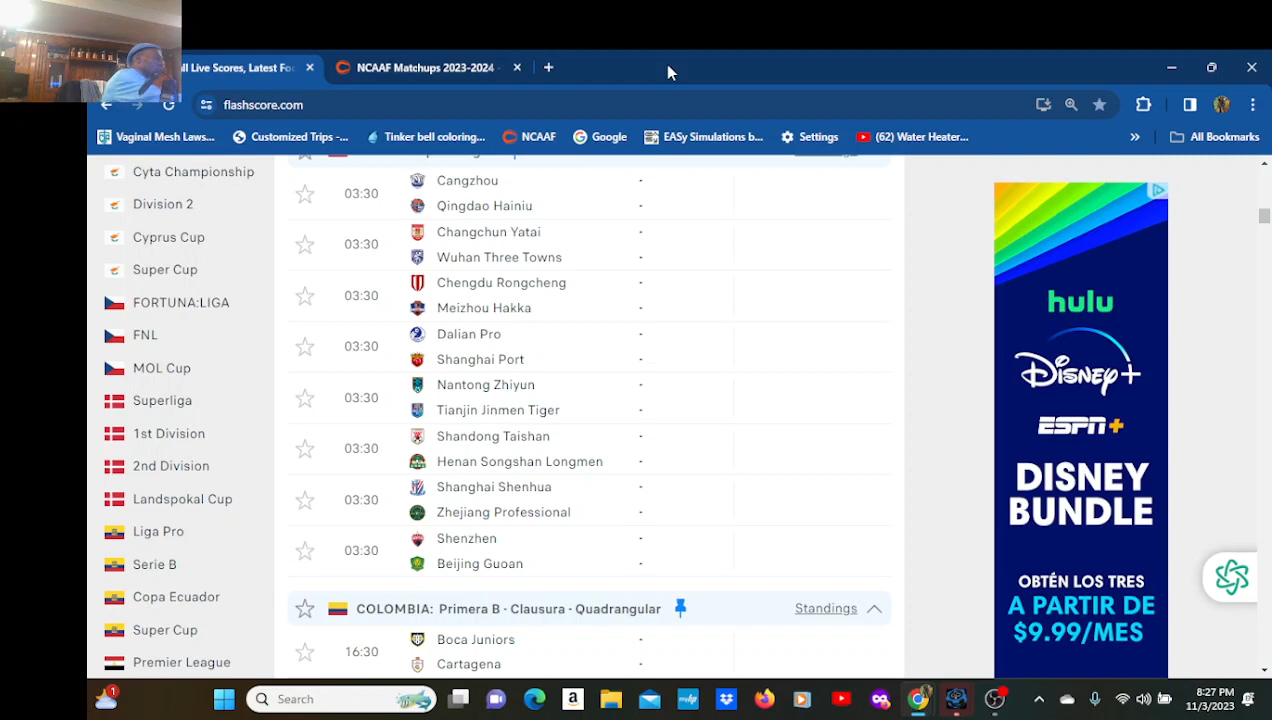 ll Live Scores, Latest Foo
NCAAF Matchups 2023-2024 -
flashscore.com
Vaginal Mesh Laws...
Customized Trips -...
Tinker bell coloring...
NCAAF
Google
EASy Simulations b...
Settings
(62) Water Heater...
»
All Bookmarks
Cyta Championship
Division 2
Cyprus Cup
Super Cup
FORTUNA:LIGA
FNL
MOL Cup
Superliga
1st Division
2nd Division
Landspokal Cup
Liga Pro
Serie B
Copa Ecuador
Super Cup
Premier League
03:30
Cangzhou -
Qingdao Hainiu -
03:30
Changchun Yatai -
Wuhan Three Towns -
03:30
Chengdu Rongcheng -
Meizhou Hakka -
03:30
Dalian Pro -
Shanghai Port -
03:30
Nantong Zhiyun -
Tianjin Jinmen Tiger -
03:30
Shandong Taishan -
Henan Songshan Longmen -
03:30
Shanghai Shenhua -
Zhejiang Professional -
03:30
Shenzhen -
Beijing Guoan -
COLOMBIA: Primera B - Clausura - Quadrangular Standings
16:30
Boca Juniors -
Cartagena -
hulu
Disney+
ESPN+
DISNEY
BUNDLE
OBTÉN LOS TRES
A PARTIR DE
$9.99/MES
1
Search
8:27 PM
11/3/2023